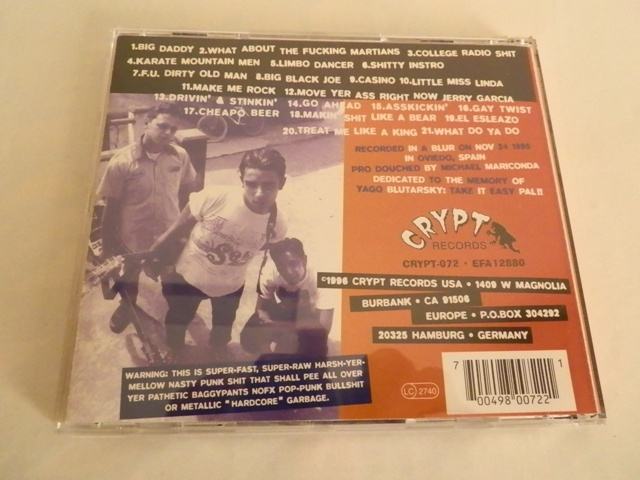 1.BIG DADDY 2.WHAT ABOUT THE FUCKING MARTIANS 3.COLLEGE RADIO SHIT
4.KARATE MOUNTAIN MEN 5.LIMBO DANCER 6.SHITTY INSTRO
7.F.U. DIRTY OLD MAN 8.BIG BLACK JOE 9.CASINO 10.LITTLE MISS LINDA
11.MAKE ME ROCK 12.MOVE YER ASS RIGHT NOW JERRY GARCIA
13.DRIVIN' & STINKIN' 14.GO AHEAD 15.ASSKICKIN' 16.GAY TWIST
17.CHEAPO BEER 18.MAKIN' SHIT LIKE A BEAR 19.EL ESLEAZO
20.TREAT ME LIKE A KING 21.WHAT DO YA DO
RECORDED IN A BLUR ON NOV 24 1995
IN OVIEDO, SPAIN
PRO DOUCHED BY MICHAEL MARICONDA
DEDICATED TO THE MEMORY OF
YAGO BLUTARSKY: TAKE IT EASY PAL!!
CRYPT
RECORDS
CRYPT-072 • EFA12880
©1996 CRYPT RECORDS USA • 1409 W MAGNOLIA
BURBANK • CA 91506
EUROPE • P.O.BOX 304292
20325 HAMBURG • GERMANY
WARNING: THIS IS SUPER-FAST, SUPER-RAW HARSH-YER-
MELLOW NASTY PUNK SHIT THAT SHALL PEE ALL OVER
YER PATHETIC BAGGYPANTS NOFX POP-PUNK BULLSHIT
OR METALLIC "HARDCORE" GARBAGE.
LC 2740
7 00498 00722 1